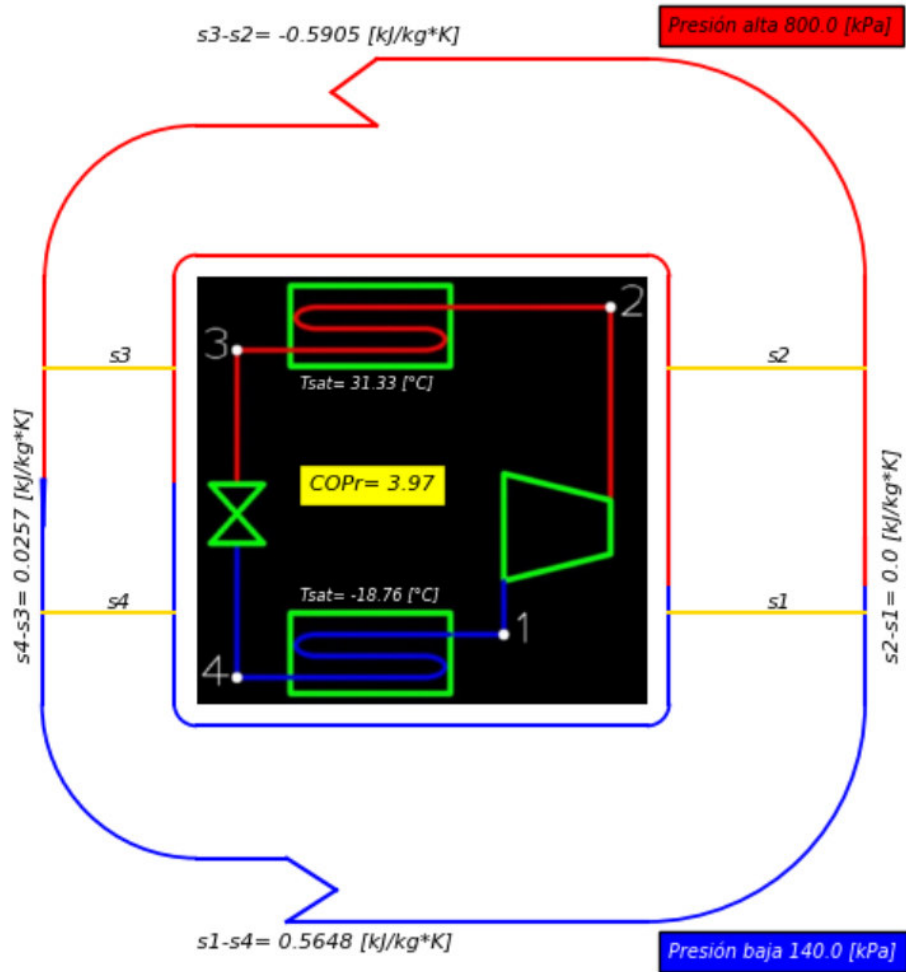 s3-s2= -0.5905 [kJ/kg*K]
Presión alta 800.0 [kPa]
2
3
s3
s2
Tsat= 31.33 [°C]
s4-s3= 0.0257 [kJ/kg*K]
COPr= 3.97
s2-s1= 0.0 [kJ/kg*K]
Tsat= -18.76 [°C]
s4
s1
1
4
s1-s4= 0.5648 [kJ/kg*K]
Presión baja 140.0 [kPa]